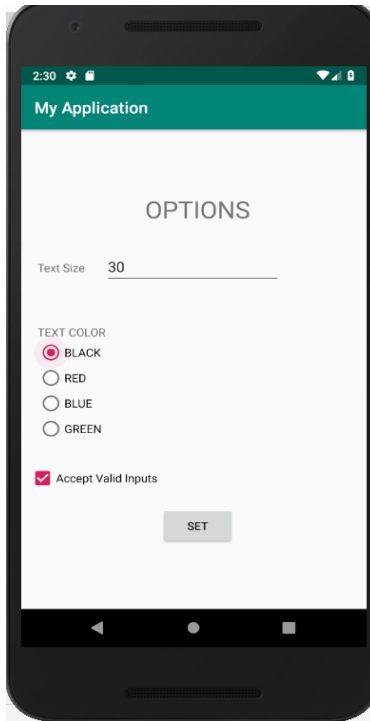 2:30
My Application
OPTIONS
Text Size 30
TEXT COLOR
BLACK
RED
BLUE
GREEN
Accept Valid Inputs
SET